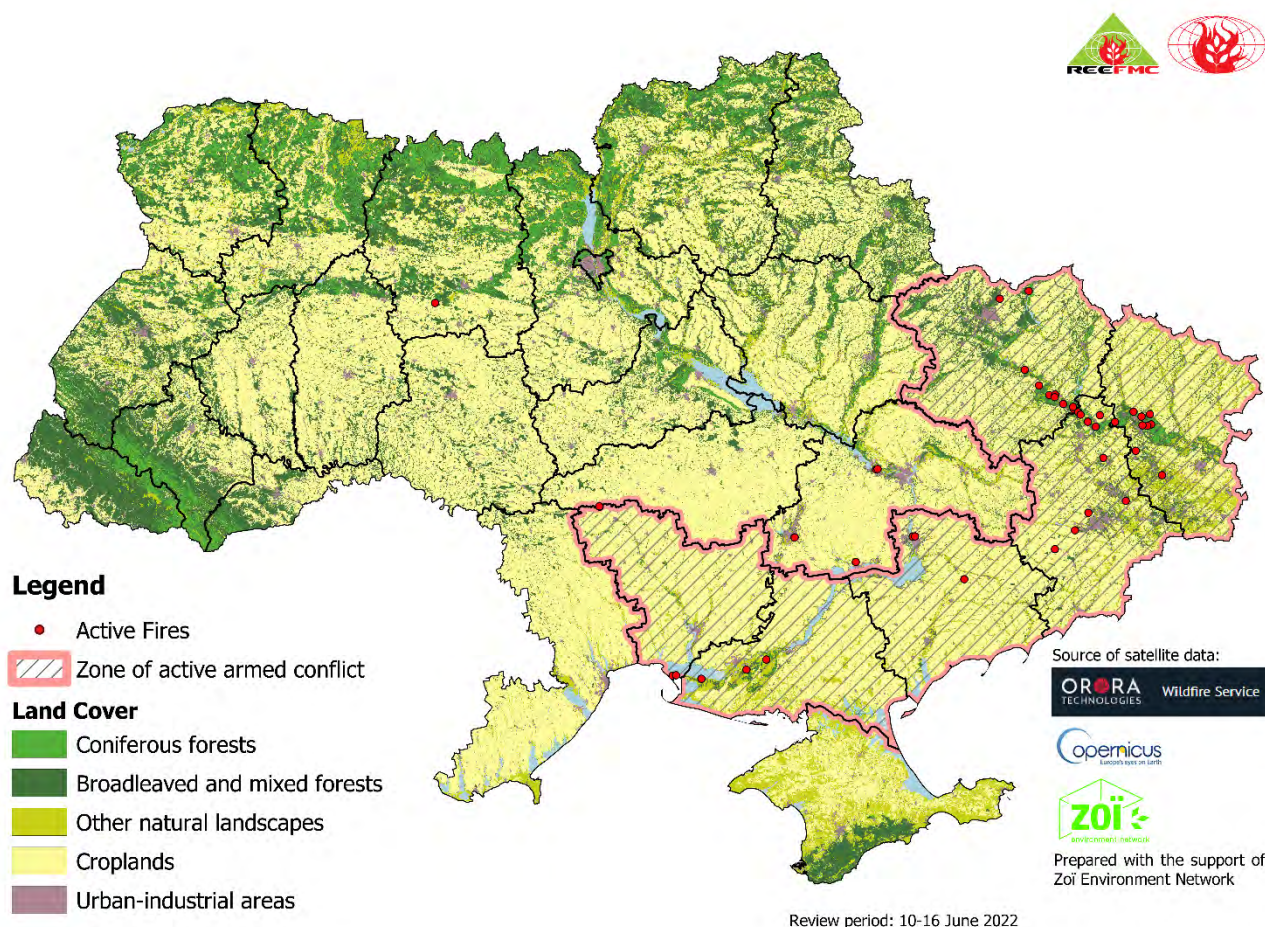 REEFMC
Legend
Active Fires
Zone of active armed conflict
Land Cover
Coniferous forests
Broadleaved and mixed forests
Other natural landscapes
Croplands
Urban-industrial areas
Source of satellite data:
ORORA
TECHNOLOGIES
Wildfire Service
opernicus
Europe's eyes on Earth
zoï
environment network
Prepared with the support of
Zoï Environment Network
Review period: 10-16 June 2022